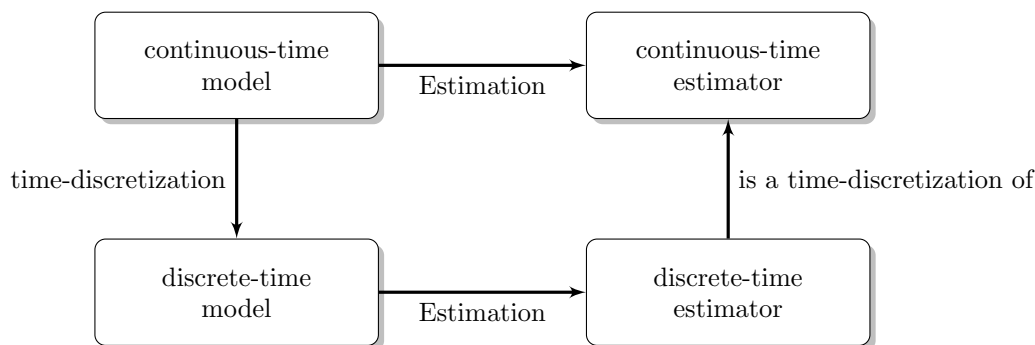 continuous-time
model
Estimation
continuous-time
estimator
time-discretization
is a time-discretization of
discrete-time
model
Estimation
discrete-time
estimator